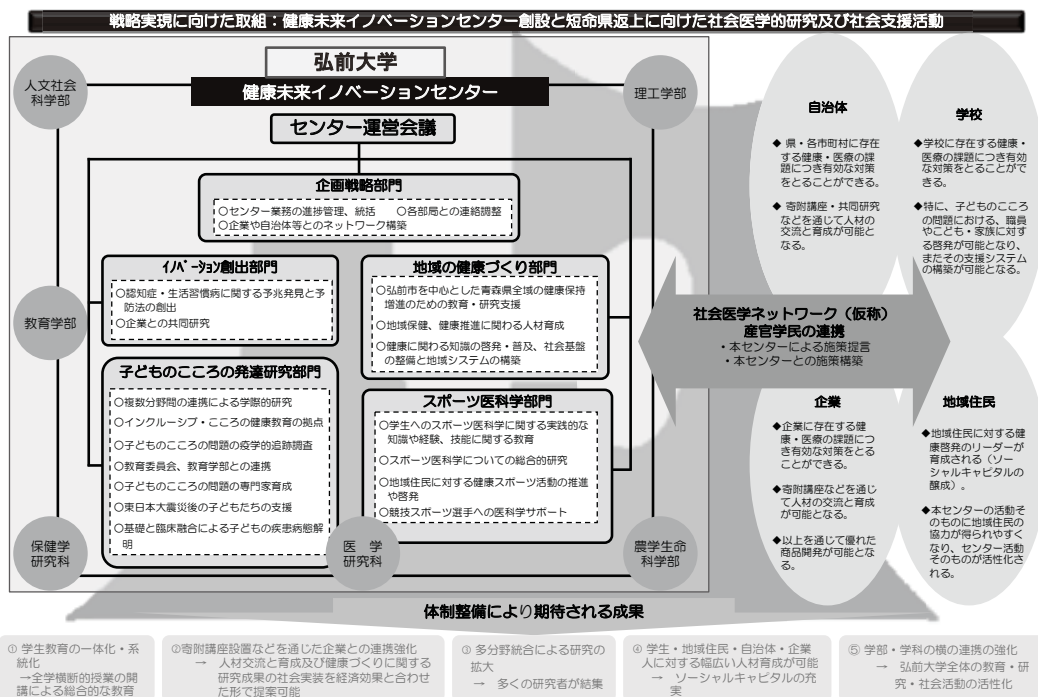 戦略実現に向けた取組：健康未来イノベーションセンター創設と短命県返上に向けた社会医学的研究及び社会支援活動
弘前大学
健康未来イノベーションセンター
センター運営会議
人文社会
科学部
理工学部
教育学部
保健学
研究科
医　学
研究科
農学生命
科学部
企画戦略部門
○センター業務の進捗管理、統括　　○各部局との連絡調整
○企業や自治体等とのネットワーク構築
ｲﾉﾍﾞｰｼｮﾝ創出部門
○認知症・生活習慣病に関する予兆発見と予
防法の創出
○企業との共同研究
地域の健康づくり部門
○弘前市を中心とした青森県全域の健康保持
増進のための教育・研究支援
○地域保健、健康推進に関わる人材育成
○健康に関わる知識の啓発・普及、社会基盤
の整備と地域システムの構築
子どものこころの発達研究部門
○複数分野間の連携による学際的研究
○インクルーシブ・こころの健康教育の拠点
○子どものこころの問題の疫学的追跡調査
○教育委員会、教育学部との連携
○子どものこころの問題の専門家育成
○東日本大震災後の子どもたちの支援
○基礎と臨床融合による子どもの疾患病態解
明
スポーツ医科学部門
○学生へのスポーツ医科学に関する実践的な
知識や経験、技能に関する教育
○スポーツ医科学についての総合的研究
○地域住民に対する健康スポーツ活動の推進
や啓発
○競技スポーツ選手への医科学サポート
自治体
◆ 県・各市町村に存在
する健康・医療の課
題につき有効な対策
をとることができる。
◆ 寄附講座・共同研究
などを通じて人材の
交流と育成が可能と
なる。
学校
◆学校に存在する健康・
医療の課題につき有効
な対策をとることがで
きる。
◆特に、子どものこころ
の問題における、職員
やこども・家族に対す
る啓発が可能となり、
またその支援システム
の構築が可能となる。
社会医学ネットワーク（仮称）
産官学民の連携
・本センターによる施策提言
・本センターとの施策構築
企業
◆企業に存在する健
康・医療の課題につ
き有効な対策をとる
ことができる。
◆寄附講座などを通じ
て人材の交流と育成
が可能となる。
◆以上を通じて優れた
商品開発が可能とな
る。
地域住民
◆地域住民に対する健
康啓発のリーダーが
育成される（ソー
シャルキャピタルの
醸成）。
◆本センターの活動そ
のものに地域住民の
協力が得られやすく
なり、センター活動
そのものが活性化さ
れる。
体制整備により期待される成果
① 学生教育の一体化・系
統化
→全学横断的授業の開
講による総合的な教育
②寄附講座設置などを通じた企業との連携強化
→　人材交流と育成及び健康づくりに関する
研究成果の社会実装を経済効果と合わせ
た形で提案可能
③ 多分野統合による研究の
拡大
→　多くの研究者が結集
④ 学生・地域住民・自治体・企業
人に対する幅広い人材育成が可能
→　ソーシャルキャピタルの充
実
⑤ 学部・学科の横の連携の強化
→　弘前大学全体の教育・研
究・社会活動の活性化